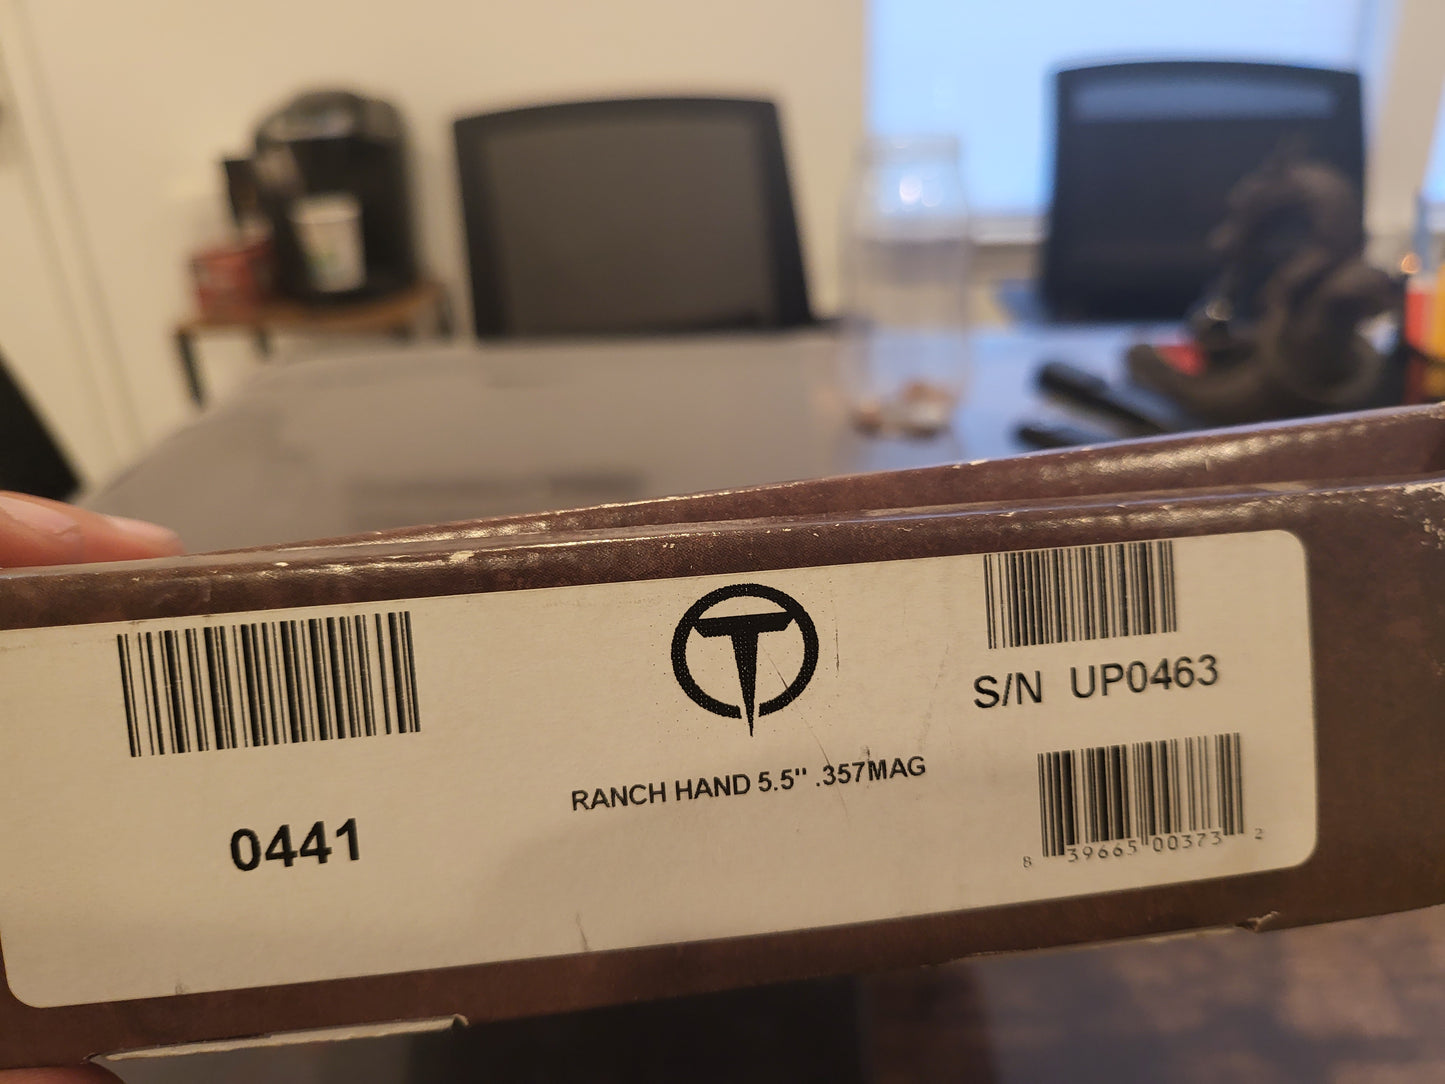 0441
T
RANCH HAND 5.5" .357MAG
S/N UP0463
8 39665 00373 2